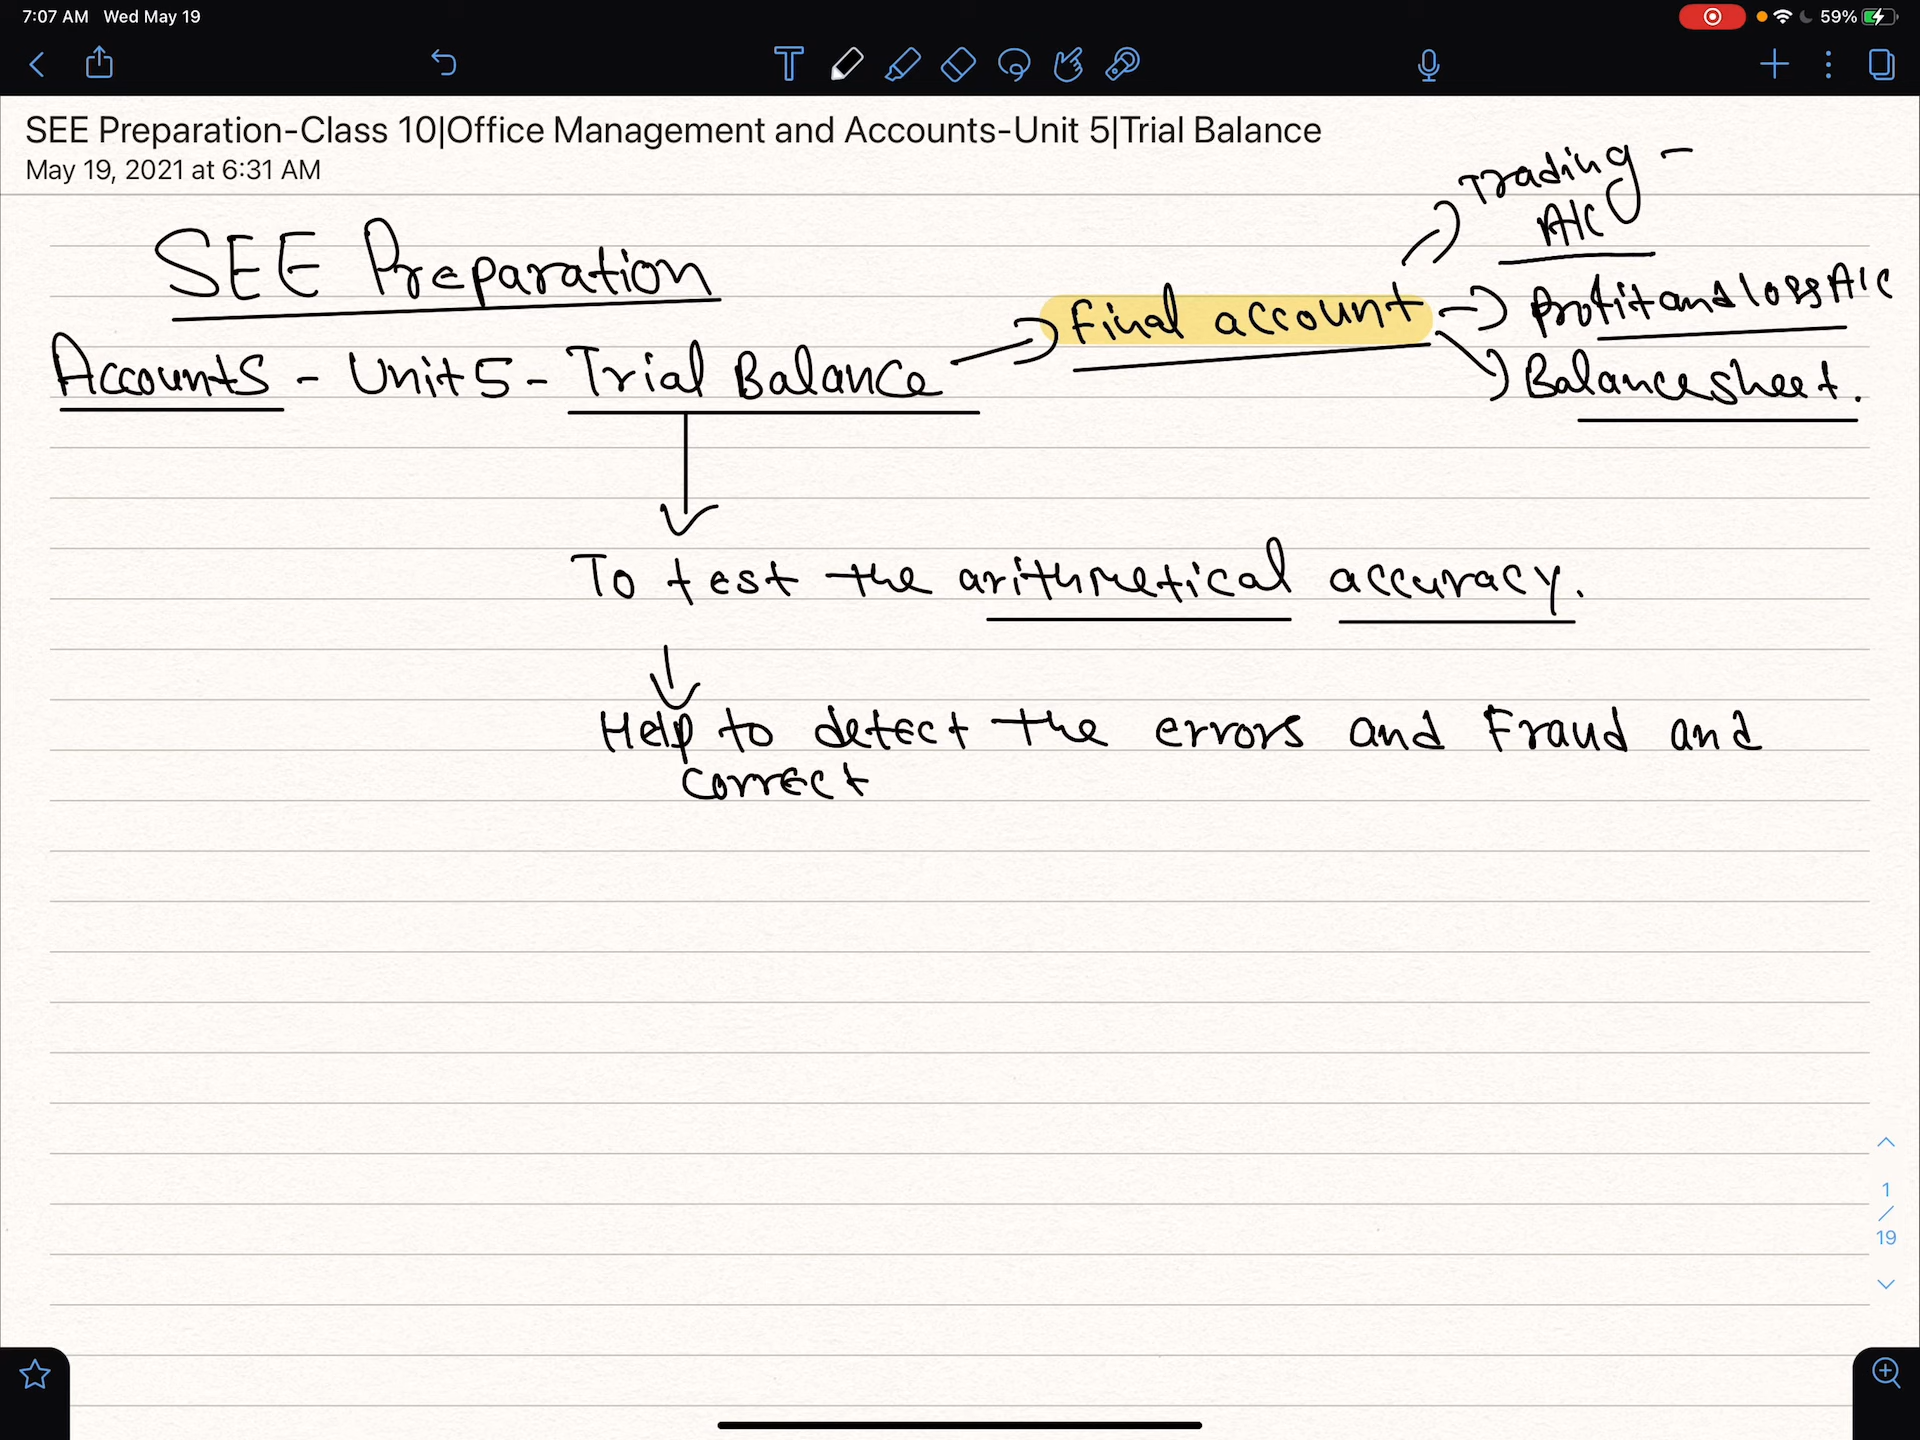 7:07 AM Wed May 19
59%
SEE Preparation-Class 10|Office Management and Accounts-Unit 5|Trial Balance
May 19, 2021 at 6:31 AM
SEE Preparation
Trading -
A/C
Final account
Profit and loss A/C
Accounts - Unit 5 - Trial Balance
Balance sheet.
To test the arithmetical accuracy.
Help to detect the errors and Fraud and
correct
1
/
19